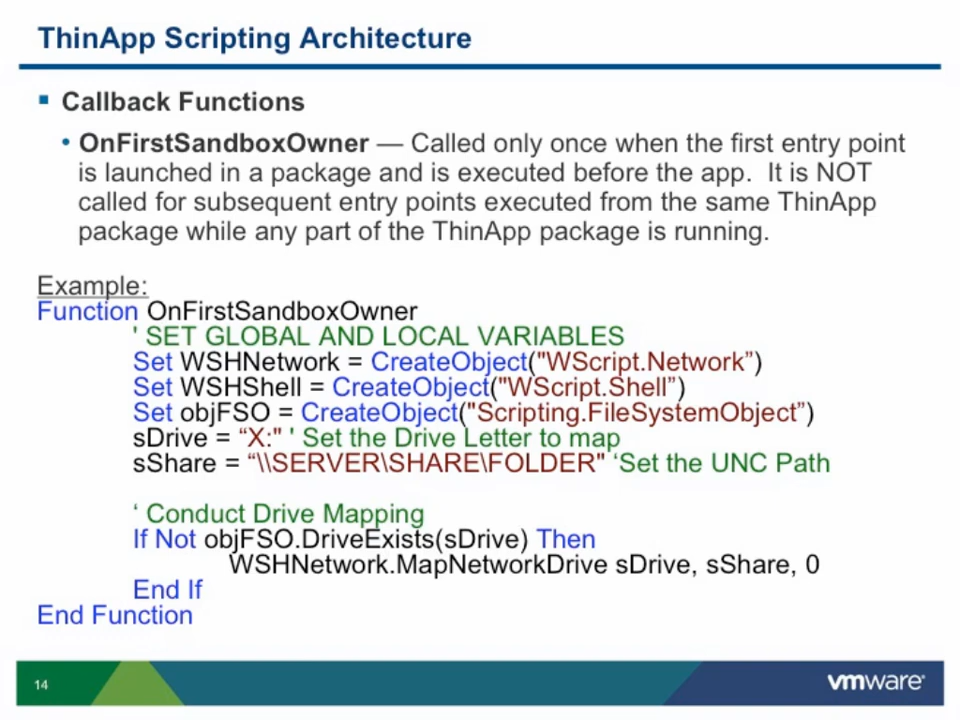 ThinApp Scripting Architecture
Callback Functions
• OnFirstSandboxOwner — Called only once when the first entry point
is launched in a package and is executed before the app.  It is NOT
called for subsequent entry points executed from the same ThinApp
package while any part of the ThinApp package is running.
Example:
Function OnFirstSandboxOwner
' SET GLOBAL AND LOCAL VARIABLES
Set WSHNetwork = CreateObject("WScript.Network”)
Set WSHShell = CreateObject("WScript.Shell”)
Set objFSO = CreateObject("Scripting.FileSystemObject”)
sDrive = “X:" ' Set the Drive Letter to map
sShare = “\\SERVER\SHARE\FOLDER" ‘Set the UNC Path
‘ Conduct Drive Mapping
If Not objFSO.DriveExists(sDrive) Then
WSHNetwork.MapNetworkDrive sDrive, sShare, 0
End If
End Function
14
vmware®